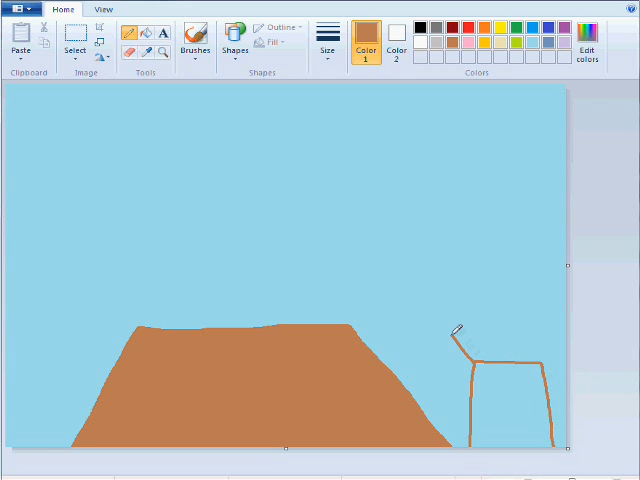 Home View
Paste
Select
Brushes
Shapes
Outline
Fill
Size
Color 1
Color 2
Edit colors
Clipboard Image Tools Shapes Colors